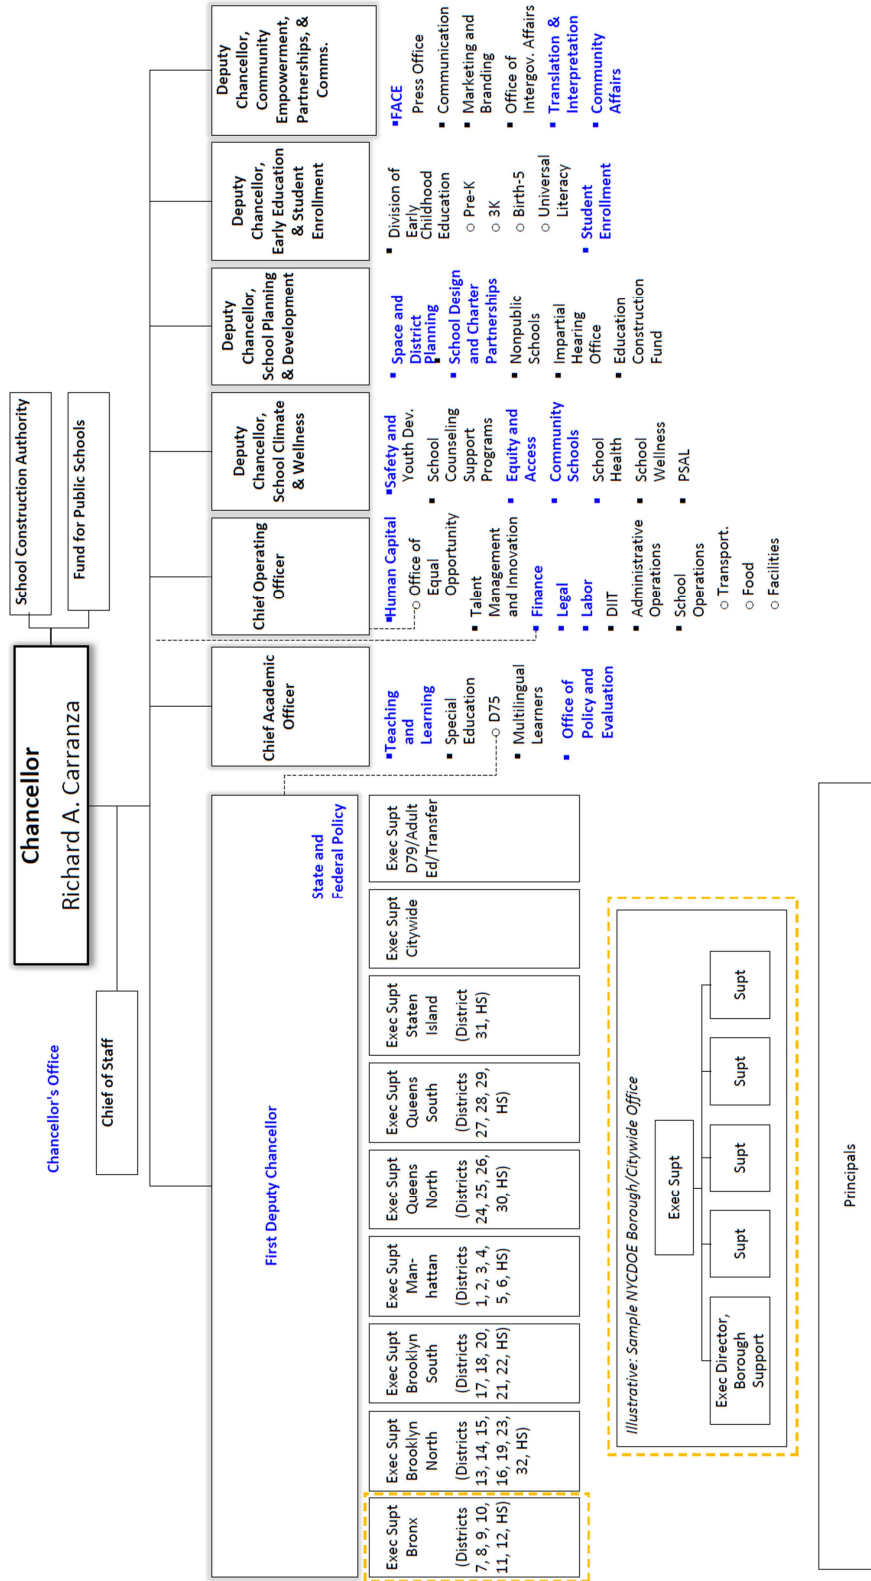 School Construction Authority
Fund for Public Schools
Chancellor
Richard A. Carranza
Chancellor's Office
Chief of Staff
First Deputy Chancellor
State and
Federal Policy
Exec Supt
Bronx
(Districts
7, 8, 9, 10,
11, 12, HS)
Exec Supt
Brooklyn
North
(Districts
13, 14, 15,
16, 19, 23,
32, HS)
Exec Supt
Brooklyn
South
(Districts
17, 18, 20,
21, 22, HS)
Exec Supt
Man-
hattan
(Districts
1, 2, 3, 4,
5, 6, HS)
Exec Supt
Queens
North
(Districts
24, 25, 26,
30, HS)
Exec Supt
Queens
South
(Districts
27, 28, 29,
HS)
Exec Supt
Staten
Island
(District
31, HS)
Exec Supt
Citywide
Exec Supt
D79/Adult
Ed/Transfer
Chief Academic
Officer
▪Teaching
and
Learning
▪ Special
Education
○ D75
▪ Multilingual
Learners
▪ Office of
Policy and
Evaluation
Chief Operating
Officer
▪Human Capital
○ Office of
Equal
Opportunity
▪ Talent
Management
and Innovation
▪ Finance
▪ Legal
▪ Labor
▪ DIIT
▪ Administrative
Operations
▪ School
Operations
○ Transport.
○ Food
○ Facilities
Deputy
Chancellor,
School Climate
& Wellness
▪Safety and
Youth Dev.
▪ School
Counseling
Support
Programs
▪ Equity and
Access
▪ Community
Schools
▪ School
Health
▪ School
Wellness
▪ PSAL
Deputy
Chancellor,
School Planning
& Development
▪ Space and
District
Planning
▪ School Design
and Charter
Partnerships
▪ Nonpublic
Schools
▪ Impartial
Hearing
Office
▪ Education
Construction
Fund
Deputy
Chancellor,
Early Education
& Student
Enrollment
▪ Division of
Early
Childhood
Education
○ Pre-K
○ 3K
○ Birth-5
○ Universal
Literacy
▪ Student
Enrollment
Deputy
Chancellor,
Community
Empowerment,
Partnerships, &
Comms.
▪FACE
Press Office
▪ Communication
▪ Marketing and
Branding
▪ Office of
Intergov. Affairs
▪ Translation &
Interpretation
▪ Community
Affairs
Illustrative: Sample NYCDOE Borough/Citywide Office
Exec Supt
Exec Director,
Borough
Support
Supt
Supt
Supt
Supt
Principals